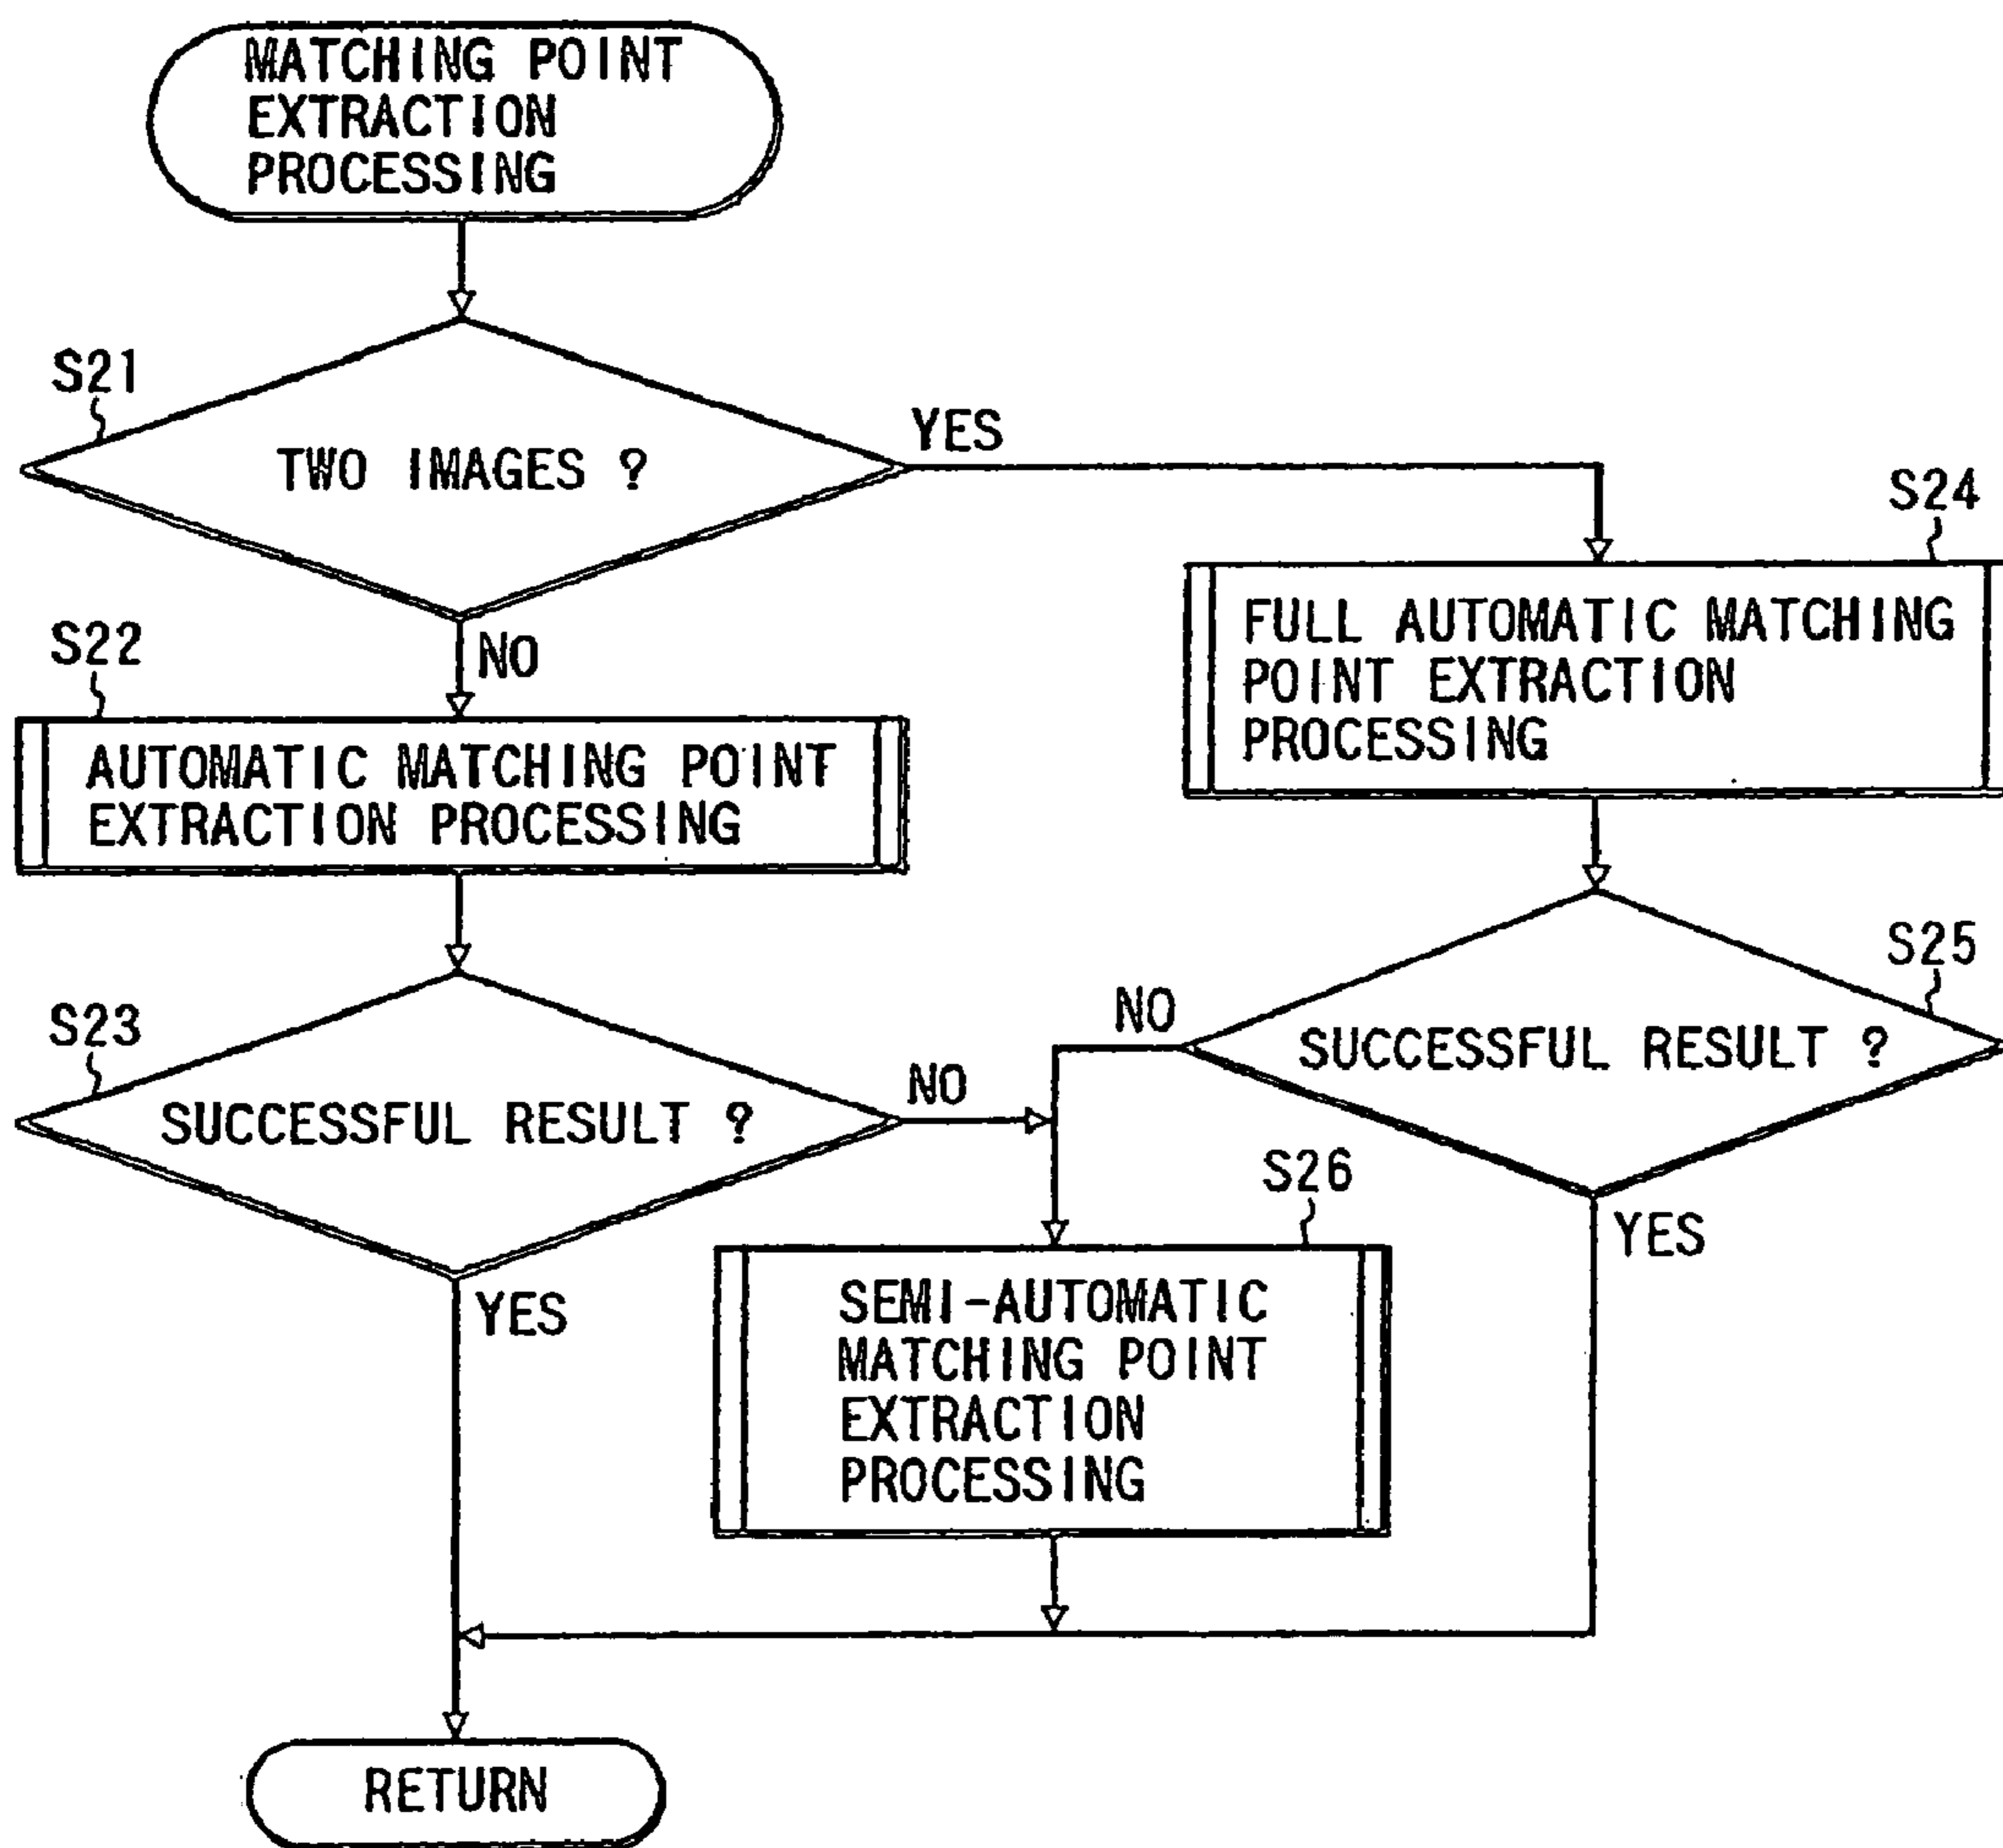 MATCHING POINT
EXTRACTION
PROCESSING
S21
TWO IMAGES ?
YES
NO
S22
AUTOMATIC MATCHING POINT
EXTRACTION PROCESSING
S24
FULL AUTOMATIC MATCHING
POINT EXTRACTION
PROCESSING
S23
SUCCESSFUL RESULT ?
NO
YES
S25
SUCCESSFUL RESULT ?
NO
YES
S26
SEMI-AUTOMATIC
MATCHING POINT
EXTRACTION
PROCESSING
RETURN